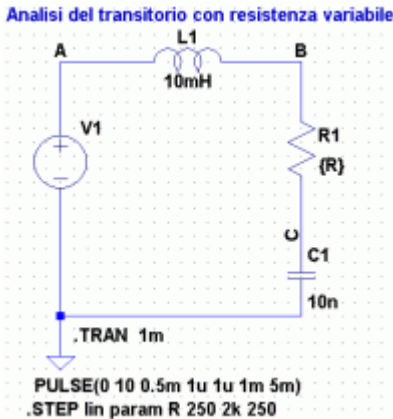 Analisi del transitorio con resistenza variabile
L1
A
B
10mH
V1
R1
{R}
C
C1
10n
.TRAN 1m
PULSE(0 10 0.5m 1u 1u 1m 5m)
.STEP lin param R 250 2k 250